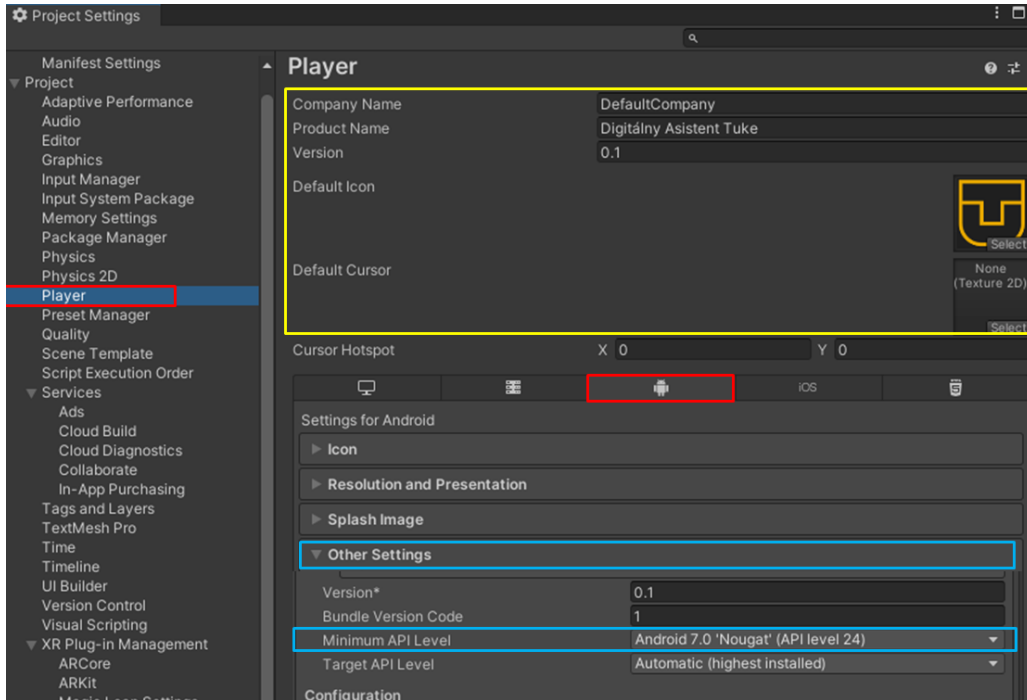 Project Settings
Manifest Settings
Project
Adaptive Performance
Audio
Editor
Graphics
Input Manager
Input System Package
Memory Settings
Package Manager
Physics
Physics 2D
Player
Preset Manager
Quality
Scene Template
Script Execution Order
Services
Ads
Cloud Build
Cloud Diagnostics
Collaborate
In-App Purchasing
Tags and Layers
TextMesh Pro
Time
Timeline
UI Builder
Version Control
Visual Scripting
XR Plug-in Management
ARCore
ARKit
Magic Leap Settings
Player
Company Name DefaultCompany
Product Name Digitálny Asistent Tuke
Version 0.1
Default Icon
Select
Default Cursor
None
(Texture 2D)
Select
Cursor Hotspot X 0 Y 0
iOS
Settings for Android
Icon
Resolution and Presentation
Splash Image
Other Settings
Version* 0.1
Bundle Version Code 1
Minimum API Level Android 7.0 'Nougat' (API level 24)
Target API Level Automatic (highest installed)
Configuration